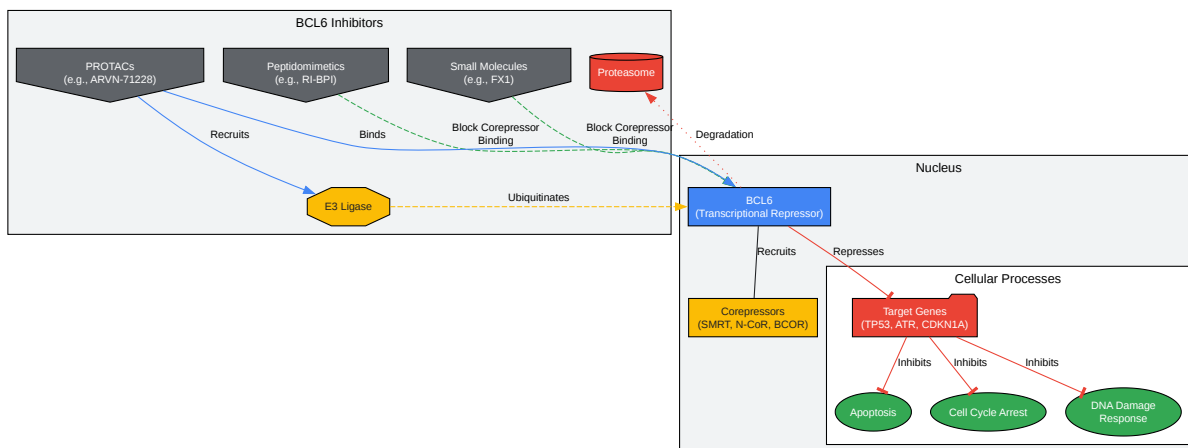 BCL6 Inhibitors
PROTACs
(e.g., ARVN-71228)
Peptidomimetics
(e.g., RI-BPI)
Small Molecules
(e.g., FX1)
Proteasome
Recruits
Binds
Block Corepressor
Binding
Block Corepressor
Binding
Degradation
Nucleus
E3 Ligase
Ubiquitinates
BCL6
(Transcriptional Repressor)
Recruits
Represses
Cellular Processes
Corepressors
(SMRT, N-CoR, BCOR)
Target Genes
(TP53, ATR, CDKN1A)
Inhibits
Inhibits
Inhibits
Apoptosis
Cell Cycle Arrest
DNA Damage
Response